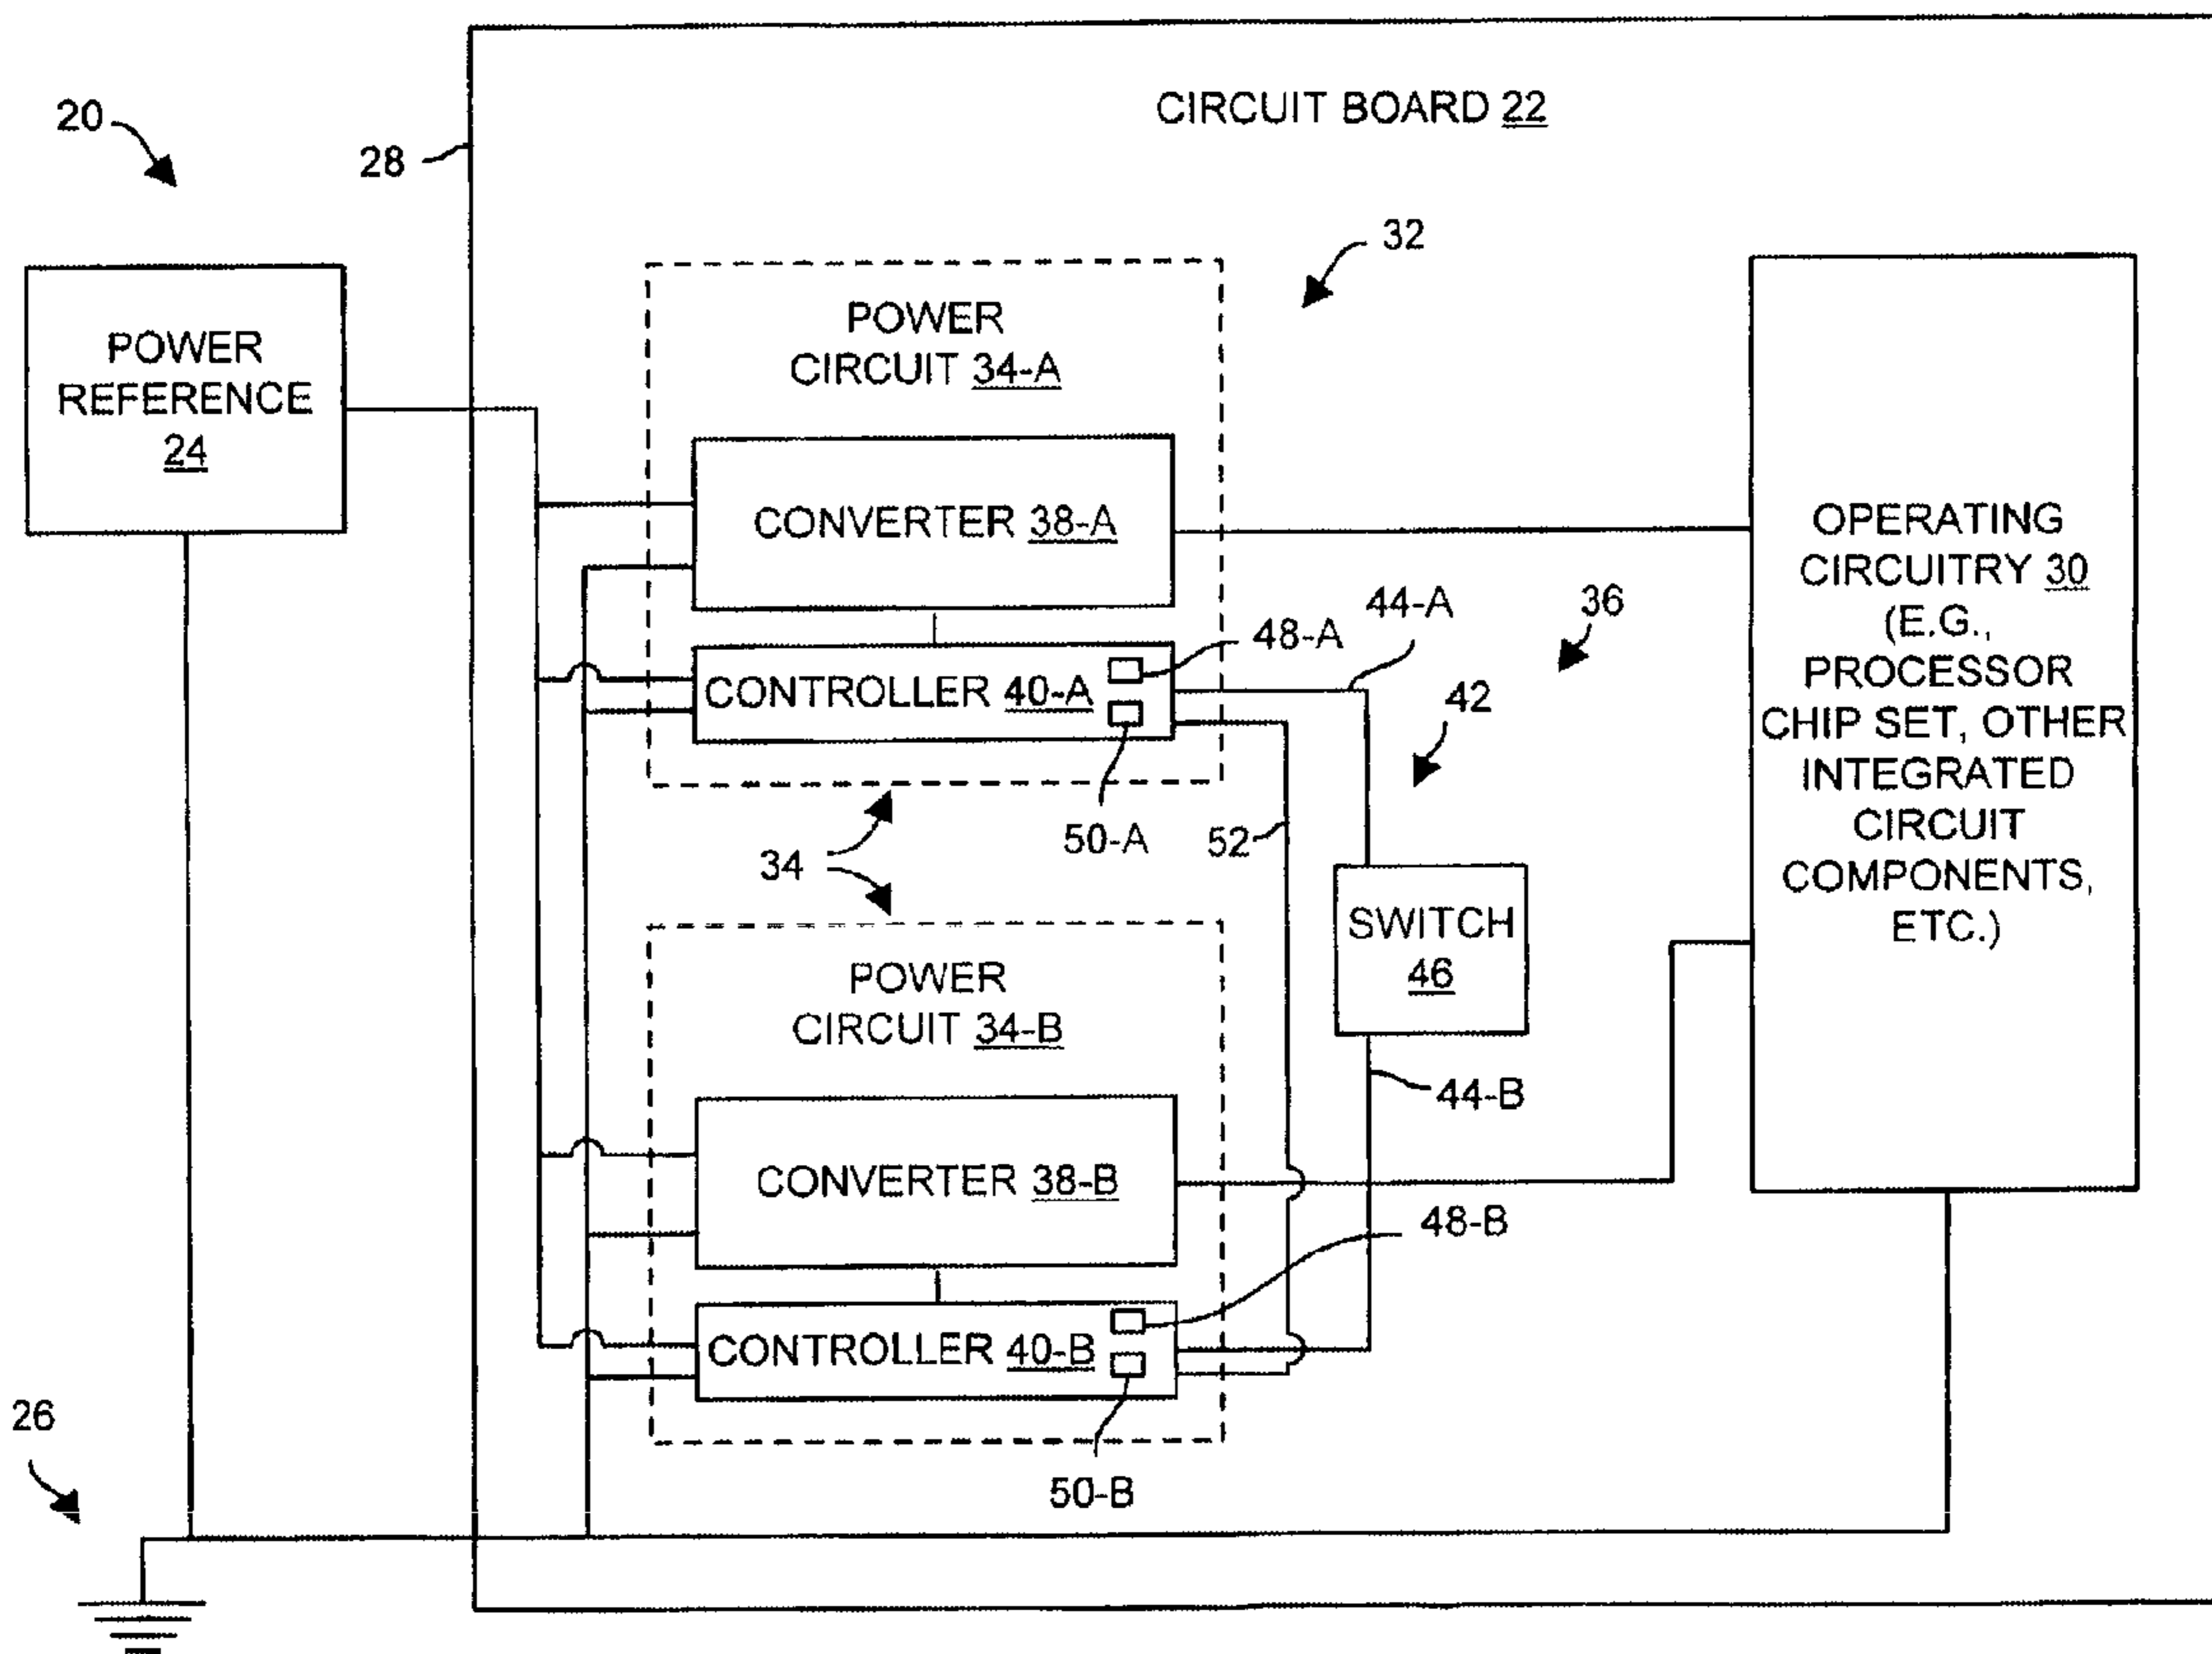 CIRCUIT BOARD 22
20
28
32
POWER
REFERENCE
24
POWER
CIRCUIT 34-A
CONVERTER 38-A
CONTROLLER 40-A
48-A
44-A
36
42
50-A
52
34
OPERATING
CIRCUITRY 30
(E.G.,
PROCESSOR
CHIP SET, OTHER
INTEGRATED
CIRCUIT
COMPONENTS,
ETC.)
SWITCH
46
POWER
CIRCUIT 34-B
44-B
CONVERTER 38-B
48-B
CONTROLLER 40-B
50-B
26